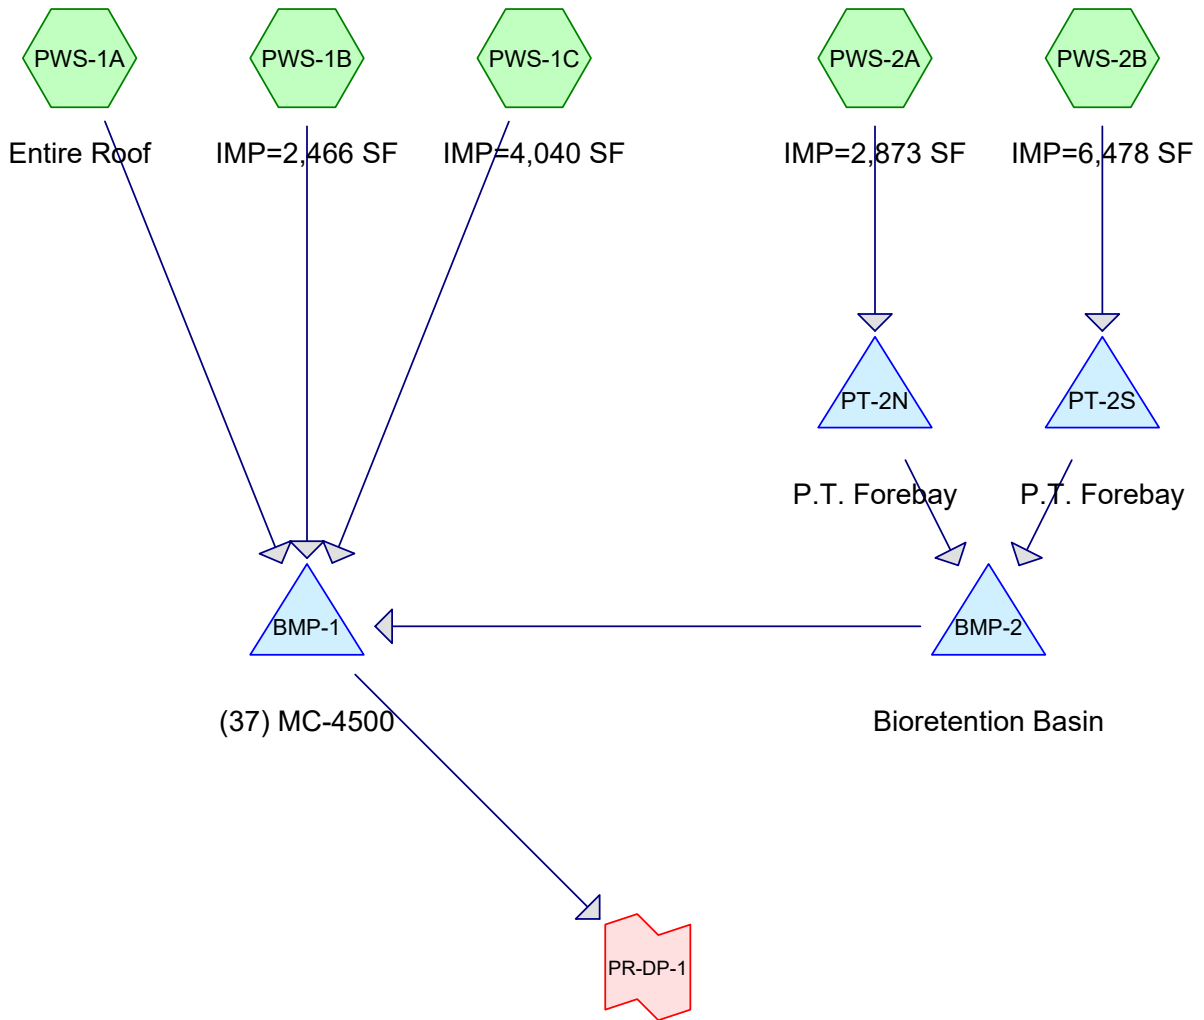 PWS-1A
PWS-1B
PWS-1C
PWS-2A
PWS-2B
Entire Roof
IMP=2,466 SF
IMP=4,040 SF
IMP=2,873 SF
IMP=6,478 SF
PT-2N
PT-2S
P.T. Forebay
P.T. Forebay
BMP-1
BMP-2
(37) MC-4500
Bioretention Basin
PR-DP-1